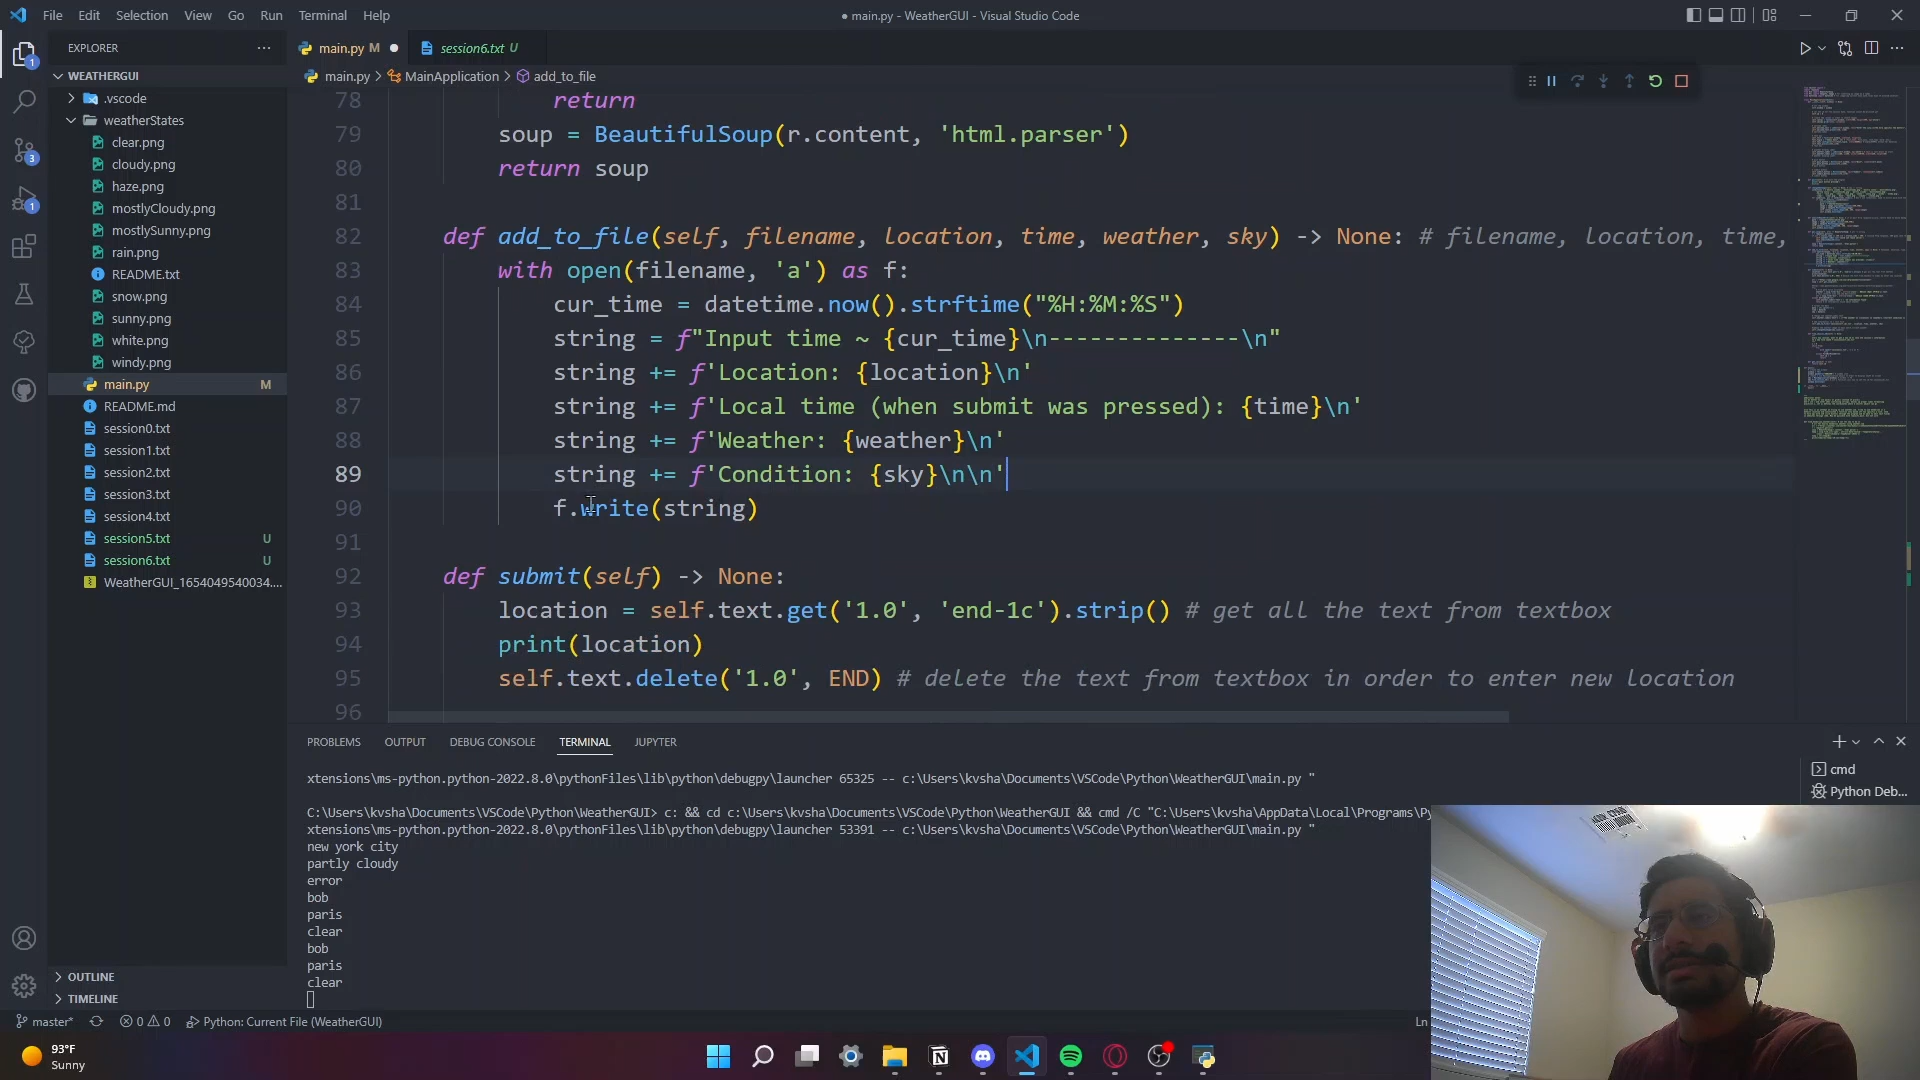 File Edit Selection View Go Run Terminal Help
● main.py - WeatherGUI - Visual Studio Code
EXPLORER
WEATHERGUI
.vscode
weatherStates
clear.png
cloudy.png
haze.png
mostlyCloudy.png
mostlySunny.png
rain.png
README.txt
snow.png
sunny.png
white.png
windy.png
main.py M
README.md
session0.txt
session1.txt
session2.txt
session3.txt
session4.txt
session5.txt U
session6.txt U
WeatherGUI_1654049540034....
OUTLINE
TIMELINE
1
3
1
main.py M
session6.txt U
main.py > MainApplication > add_to_file
78 return
79 soup = BeautifulSoup(r.content, 'html.parser')
80 return soup
81
82 def add_to_file(self, filename, location, time, weather, sky) -> None: # filename, location, time,
83 with open(filename, 'a') as f:
84 cur_time = datetime.now().strftime("%H:%M:%S")
85 string = f"Input time ~ {cur_time}\n--------------\n"
86 string += f'Location: {location}\n'
87 string += f'Local time (when submit was pressed): {time}\n'
88 string += f'Weather: {weather}\n'
89 string += f'Condition: {sky}\n\n'
90 f.write(string)
91
92 def submit(self) -> None:
93 location = self.text.get('1.0', 'end-1c').strip() # get all the text from textbox
94 print(location)
95 self.text.delete('1.0', END) # delete the text from textbox in order to enter new location
96
PROBLEMS OUTPUT DEBUG CONSOLE TERMINAL JUPYTER
xtensions\ms-python.python-2022.8.0\pythonFiles\lib\python\debugpy\launcher 65325 -- c:\Users\kvsha\Documents\VSCode\Python\WeatherGUI\main.py "
C:\Users\kvsha\Documents\VSCode\Python\WeatherGUI> c: && cd c:\Users\kvsha\Documents\VSCode\Python\WeatherGUI && cmd /C "C:\Users\kvsha\AppData\Local\Programs\Py
xtensions\ms-python.python-2022.8.0\pythonFiles\lib\python\debugpy\launcher 53391 -- c:\Users\kvsha\Documents\VSCode\Python\WeatherGUI\main.py "
new york city
partly cloudy
error
bob
paris
clear
bob
paris
clear
cmd
Python Deb...
master* 0 0 Python: Current File (WeatherGUI)
Ln
93°F
Sunny